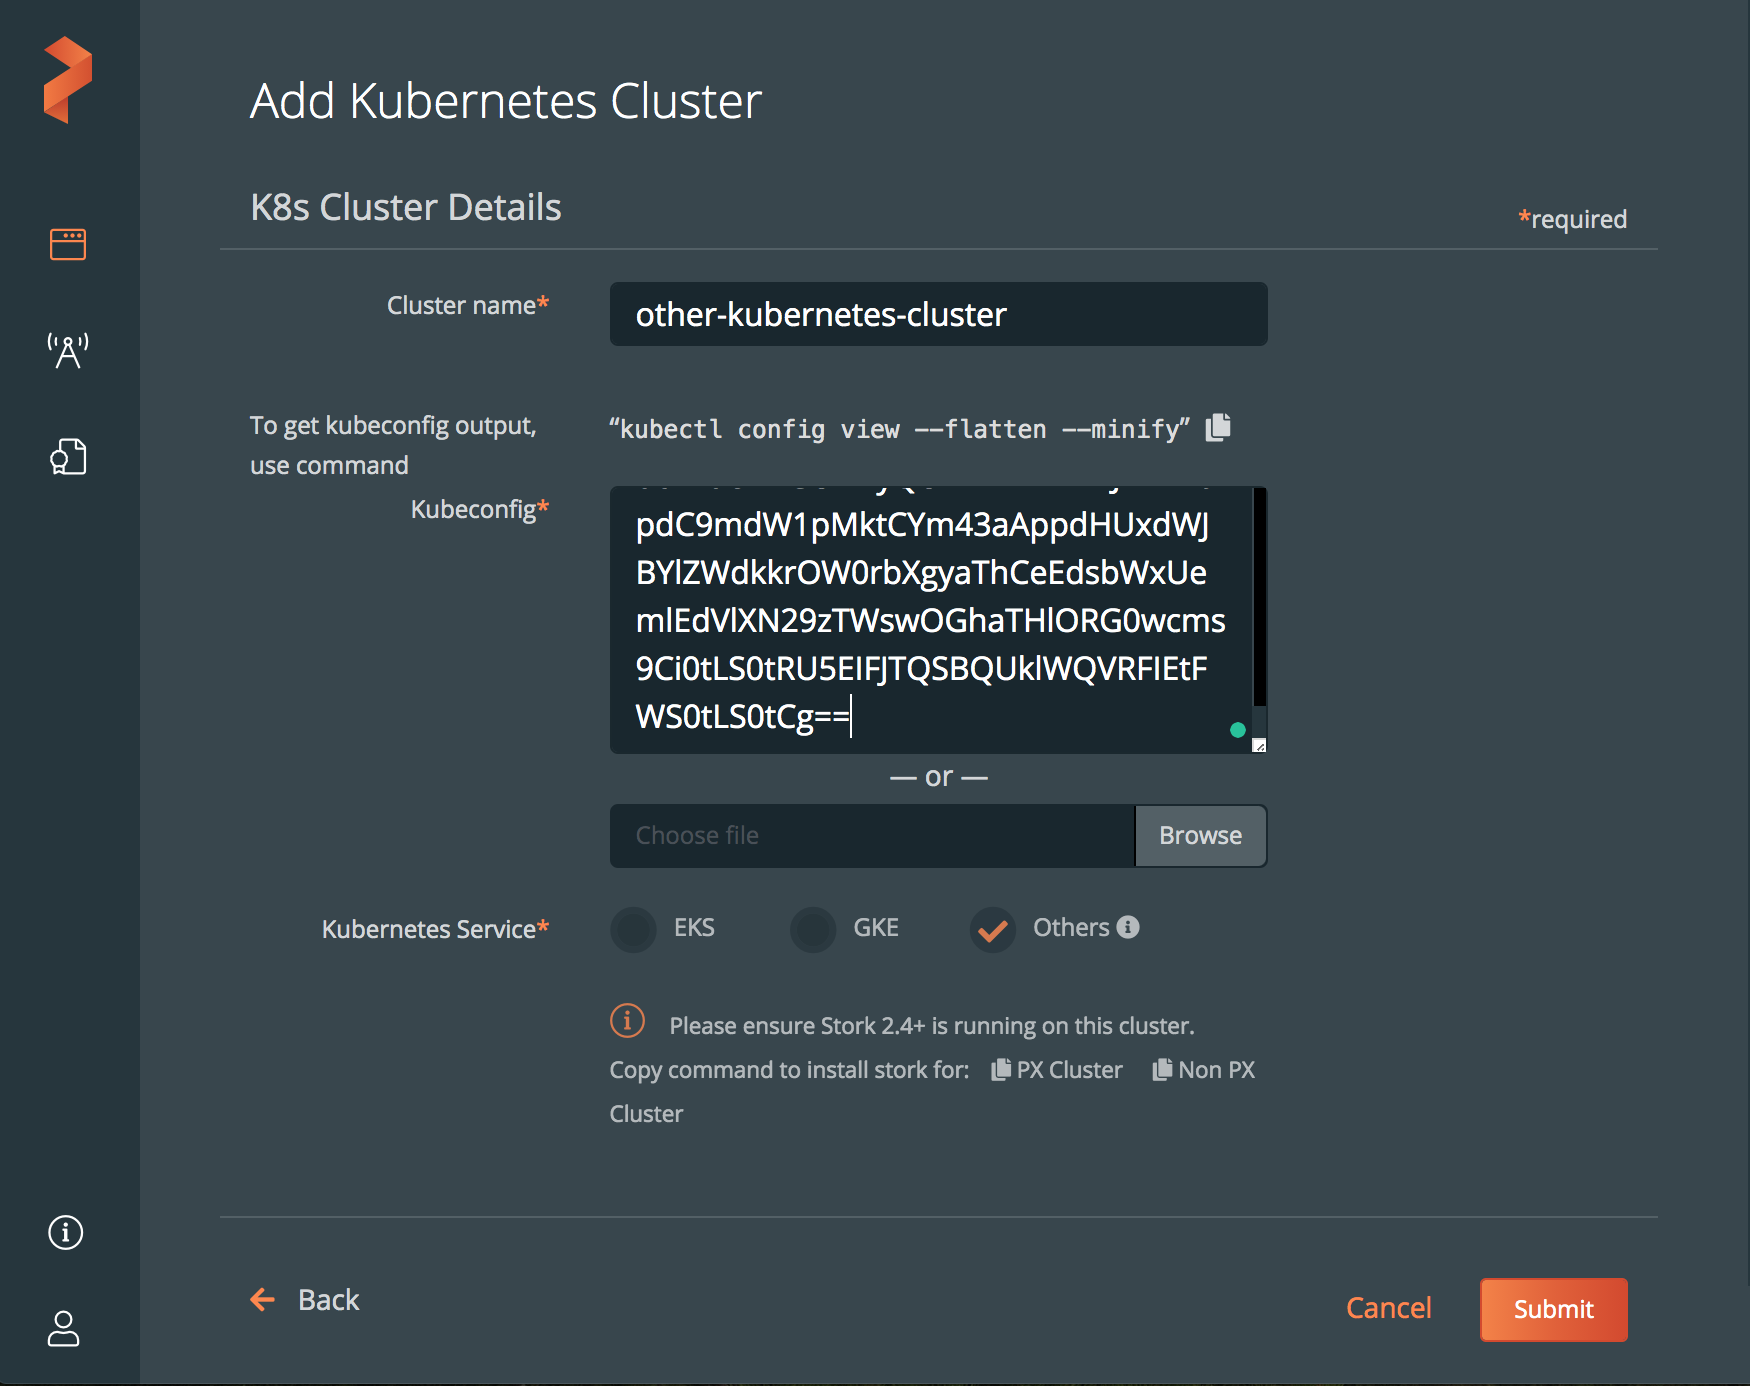 Add Kubernetes Cluster
K8s Cluster Details
*required
Cluster name*
other-kubernetes-cluster
To get kubeconfig output,
use command
“kubectl config view --flatten --minify”
Kubeconfig*
pdC9mdW1pMktCYm43aAppdHUxdWJ
BYlZWdkkrOW0rbXgyaThCeEdsbWxUe
mlEdVlXN29zTWswOGhaTHlORG0wcms
9Ci0tLS0tRU5EIFJTQSBQUklWQVRFIEtF
WS0tLS0tCg==
— or —
Choose file
Browse
Kubernetes Service*
EKS
GKE
Others
Please ensure Stork 2.4+ is running on this cluster.
Copy command to install stork for: PX Cluster Non PX
Cluster
Back
Cancel
Submit